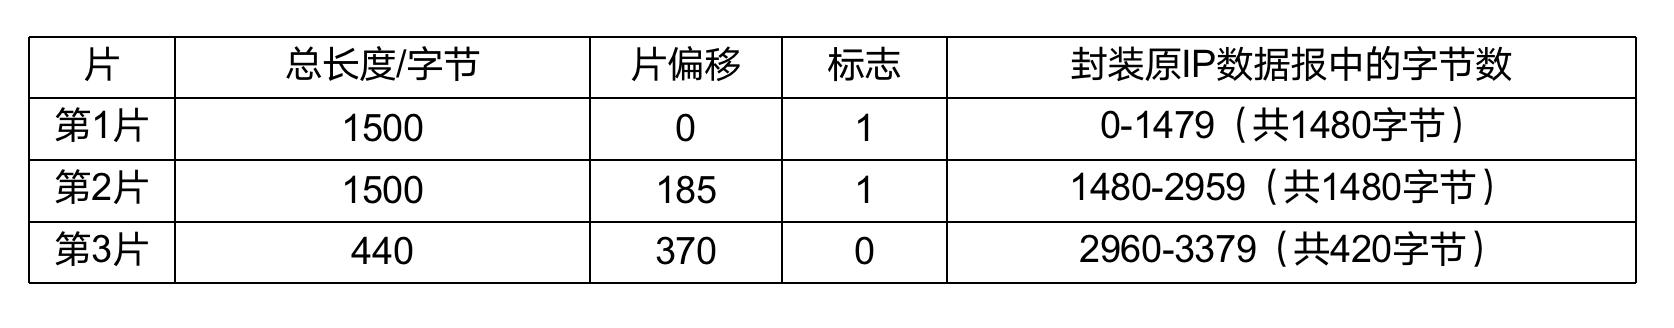 片 总长度/字节 片偏移 标志 封装原IP数据报中的字节数
第1片 1500 0 1 0-1479（共1480字节）
第2片 1500 185 1 1480-2959（共1480字节）
第3片 440 370 0 2960-3379（共420字节）